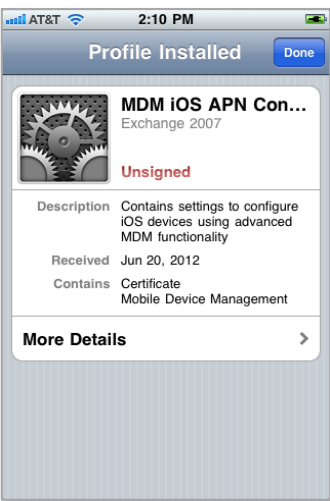 AT&T 2:10 PM
Profile Installed Done
MDM iOS APN Con...
Exchange 2007
Unsigned
Description Contains settings to configure
iOS devices using advanced
MDM functionality
Received Jun 20, 2012
Contains Certificate
Mobile Device Management
More Details